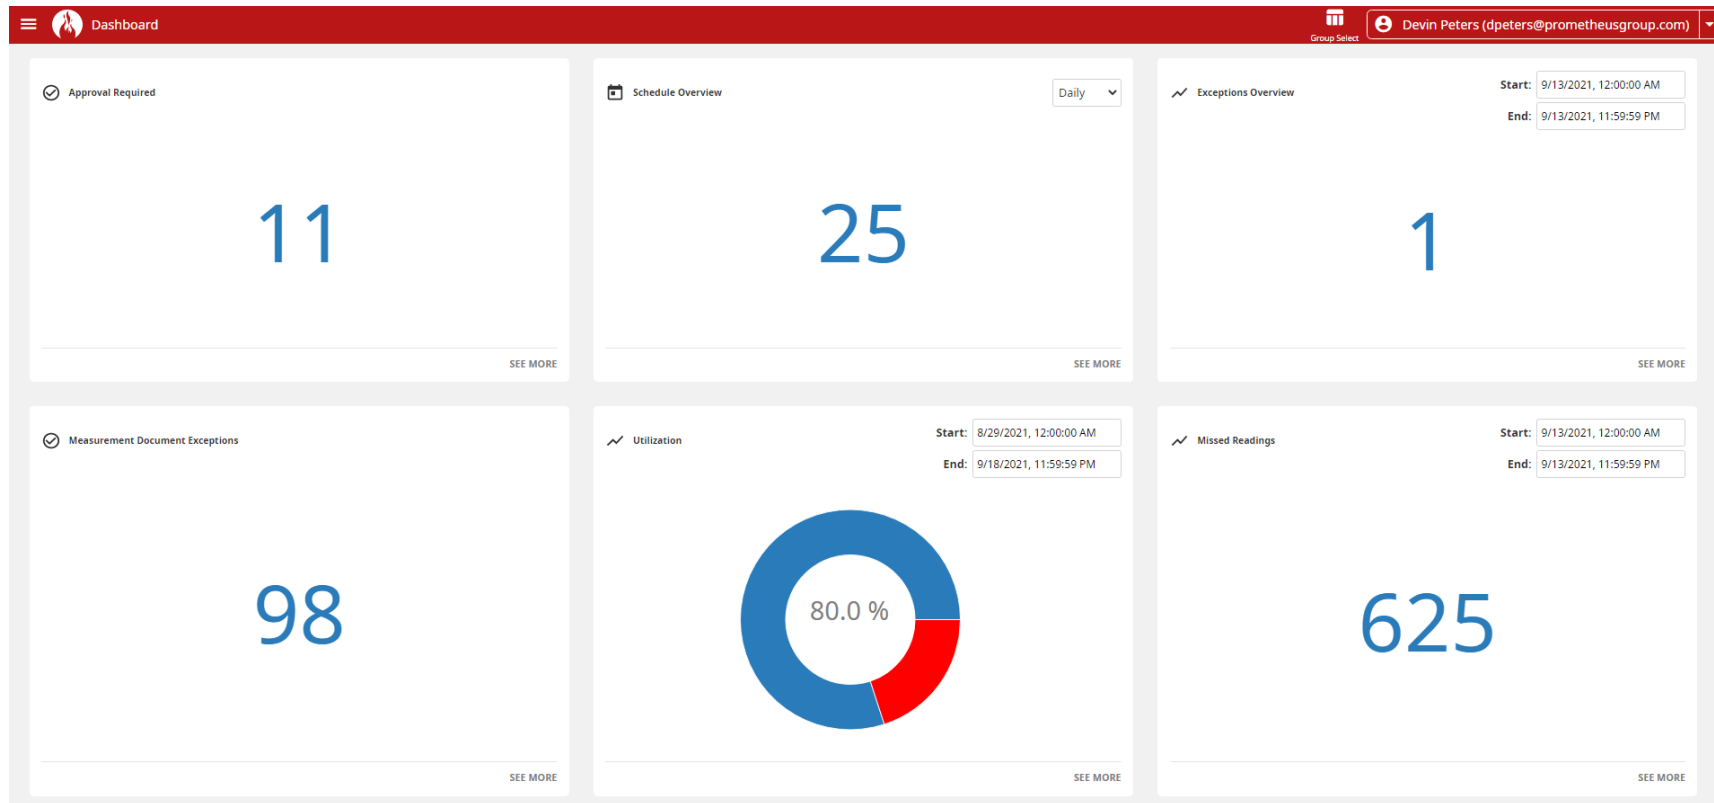 Dashboard
Group Select
Devin Peters (dpeters@prometheusgroup.com)
Approval Required
11
SEE MORE
Schedule Overview
Daily
25
SEE MORE
Exceptions Overview
Start: 9/13/2021, 12:00:00 AM
End: 9/13/2021, 11:59:59 PM
1
SEE MORE
Measurement Document Exceptions
98
SEE MORE
Utilization
Start: 8/29/2021, 12:00:00 AM
End: 9/18/2021, 11:59:59 PM
80.0 %
SEE MORE
Missed Readings
Start: 9/13/2021, 12:00:00 AM
End: 9/13/2021, 11:59:59 PM
625
SEE MORE